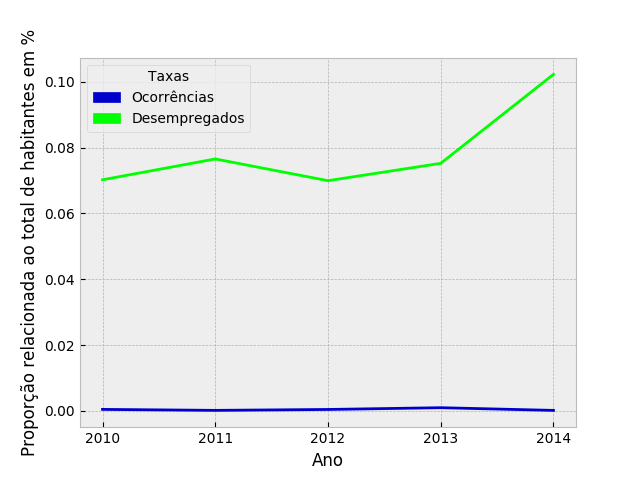 Proporção relacionada ao total de habitantes em %
0.10
0.08
0.06
0.04
0.02
0.00
Taxas
Ocorrências
Desempregados
2010 2011 2012 2013 2014
Ano